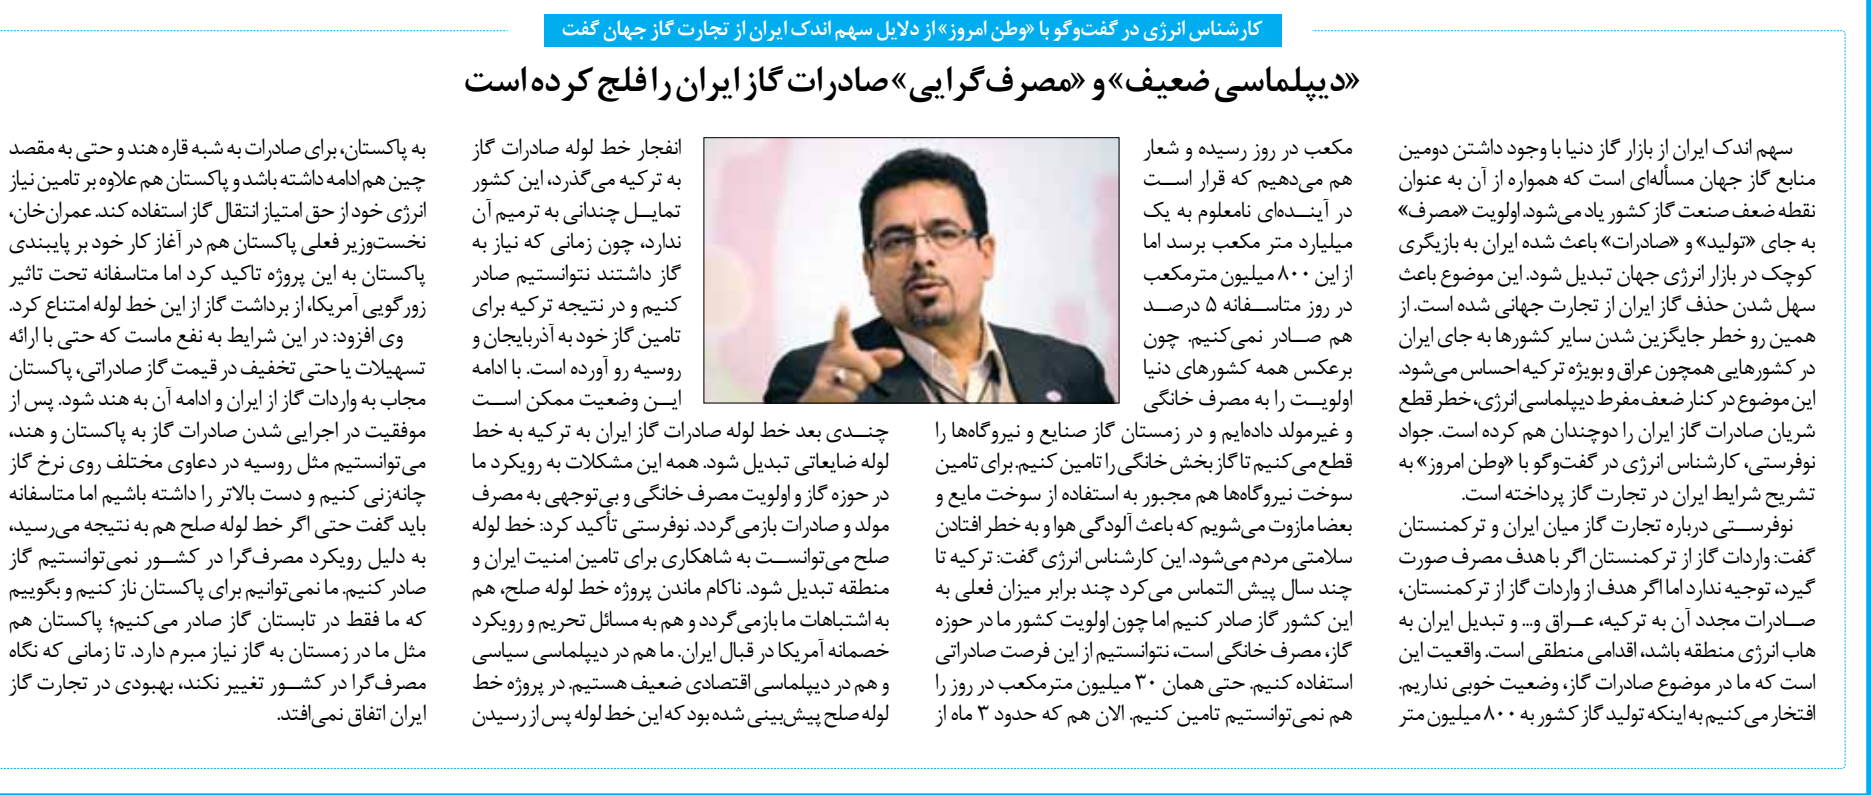 کارشناس انرژی در گفت‌وگو با «وطن امروز» از دلایل سهم اندک ایران از تجارت گاز جهان گفت
«دیپلماسی ضعیف» و «مصرف‌گرایی» صادرات گاز ایران را فلج کرده است
سهم اندک ایران از بازار گاز دنیا با وجود داشتن دومین
منابع گاز جهان مسأله‌ای است که همواره از آن به عنوان
نقطه ضعف صنعت گاز کشور یاد می‌شود. اولویت «مصرف»
به جای «تولید» و «صادرات» باعث شده ایران به بازیگری
کوچک در بازار انرژی جهان تبدیل شود. این موضوع باعث
سهل شدن حذف گاز ایران از تجارت جهانی شده است. از
همین رو خطر جایگزین شدن سایر کشورها به جای ایران
در کشورهایی همچون عراق و بویژه ترکیه احساس می‌شود.
این موضوع در کنار ضعف مفرط دیپلماسی انرژی، خطر قطع
شریان صادرات گاز ایران را دوچندان هم کرده است. جواد
نوفرستی، کارشناس انرژی در گفت‌وگو با «وطن امروز» به
تشریح شرایط ایران در تجارت گاز پرداخته است.
نوفرستی درباره تجارت گاز میان ایران و ترکمنستان
گفت: واردات گاز از ترکمنستان اگر با هدف مصرف صورت
گیرد، توجیه ندارد اما اگر هدف از واردات گاز از ترکمنستان،
صادرات مجدد آن به ترکیه، عراق و... و تبدیل ایران به
هاب انرژی منطقه باشد، اقدامی منطقی است. واقعیت این
است که ما در موضوع صادرات گاز، وضعیت خوبی نداریم.
افتخار می‌کنیم به اینکه تولید گاز کشور به ۸۰۰ میلیون متر
مکعب در روز رسیده و شعار
هم می‌دهیم که قرار است
در آینده‌ای نامعلوم به یک
میلیارد متر مکعب برسد اما
از این ۸۰۰ میلیون مترمکعب
در روز متاسفانه ۵ درصد
هم صادر نمی‌کنیم. چون
برعکس همه کشورهای دنیا
اولویت را به مصرف خانگی
و غیرمولد داده‌ایم و در زمستان گاز صنایع و نیروگاه‌ها را
قطع می‌کنیم تا گاز بخش خانگی را تامین کنیم. برای تامین
سوخت نیروگاه‌ها هم مجبور به استفاده از سوخت مایع و
بعضا مازوت می‌شویم که باعث آلودگی هوا و به خطر افتادن
سلامتی مردم می‌شود. این کارشناس انرژی گفت: ترکیه تا
چند سال پیش التماس می‌کرد چند برابر میزان فعلی به
این کشور گاز صادر کنیم اما چون اولویت کشور ما در حوزه
گاز، مصرف خانگی است، نتوانستیم از این فرصت صادراتی
استفاده کنیم. حتی همان ۳۰ میلیون مترمکعب در روز را
هم نمی‌توانستیم تامین کنیم. الان هم که حدود ۳ ماه از
انفجار خط لوله صادرات گاز
به ترکیه می‌گذرد، این کشور
تمایل چندانی به ترمیم آن
ندارد، چون زمانی که نیاز به
گاز داشتند نتوانستیم صادر
کنیم و در نتیجه ترکیه برای
تامین گاز خود به آذربایجان و
روسیه رو آورده است. با ادامه
این وضعیت ممکن است
چندی بعد خط لوله صادرات گاز ایران به ترکیه به خط
لوله ضایعاتی تبدیل شود. همه این مشکلات به رویکرد ما
در حوزه گاز و اولویت مصرف خانگی و بی‌توجهی به مصرف
مولد و صادرات بازمی‌گردد. نوفرستی تأکید کرد: خط لوله
صلح می‌توانست به شاهکاری برای تامین امنیت ایران و
منطقه تبدیل شود. ناکام ماندن پروژه خط لوله صلح، هم
به اشتباهات ما بازمی‌گردد و هم به مسائل تحریم و رویکرد
خصمانه آمریکا در قبال ایران. ما هم در دیپلماسی سیاسی
و هم در دیپلماسی اقتصادی ضعیف هستیم. در پروژه خط
لوله صلح پیش‌بینی شده بود که این خط لوله پس از رسیدن
به پاکستان، برای صادرات به شبه قاره هند و حتی به مقصد
چین هم ادامه داشته باشد و پاکستان هم علاوه بر تامین نیاز
انرژی خود از حق امتیاز انتقال گاز استفاده کند. عمران‌خان،
نخست‌وزیر فعلی پاکستان هم در آغاز کار خود بر پایبندی
پاکستان به این پروژه تاکید کرد اما متاسفانه تحت تاثیر
زورگویی آمریکا، از برداشت گاز از این خط لوله امتناع کرد.
وی افزود: در این شرایط به نفع ماست که حتی با ارائه
تسهیلات یا حتی تخفیف در قیمت گاز صادراتی، پاکستان
مجاب به واردات گاز از ایران و ادامه آن به هند شود. پس از
موفقیت در اجرایی شدن صادرات گاز به پاکستان و هند،
می‌توانستیم مثل روسیه در دعاوی مختلف روی نرخ گاز
چانه‌زنی کنیم و دست بالاتر را داشته باشیم اما متاسفانه
باید گفت حتی اگر خط لوله صلح هم به نتیجه می‌رسید،
به دلیل رویکرد مصرف‌گرا در کشور نمی‌توانستیم گاز
صادر کنیم. ما نمی‌توانیم برای پاکستان ناز کنیم و بگوییم
که ما فقط در تابستان گاز صادر می‌کنیم؛ پاکستان هم
مثل ما در زمستان به گاز نیاز مبرم دارد. تا زمانی که نگاه
مصرف‌گرا در کشور تغییر نکند، بهبودی در تجارت گاز
ایران اتفاق نمی‌افتد.